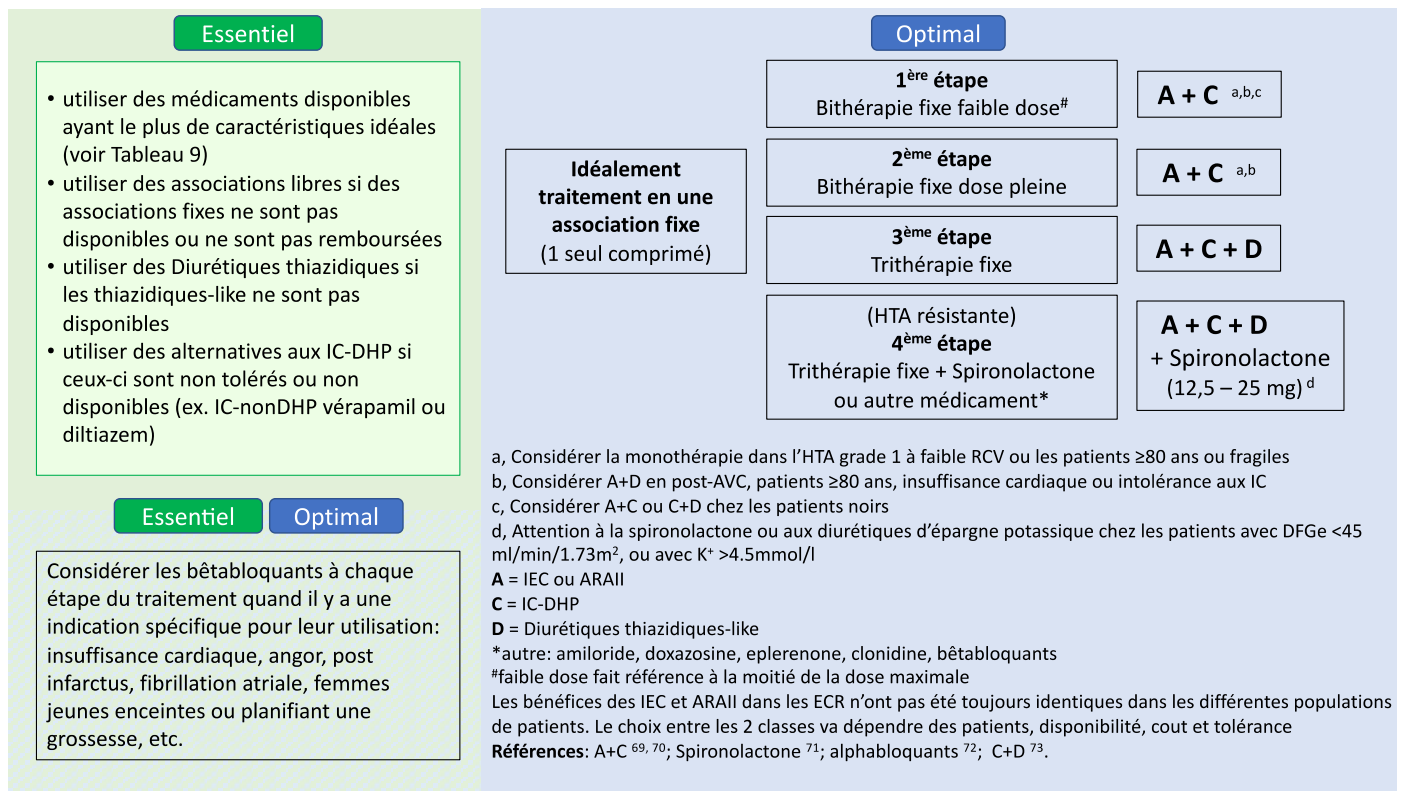 Essentiel
• utiliser des médicaments disponibles
ayant le plus de caractéristiques idéales
(voir Tableau 9)
• utiliser des associations libres si des
associations fixes ne sont pas
disponibles ou ne sont pas remboursées
• utiliser des Diurétiques thiazidiques si
les thiazidiques-like ne sont pas
disponibles
• utiliser des alternatives aux IC-DHP si
ceux-ci sont non tolérés ou non
disponibles (ex. IC-nonDHP vérapamil ou
diltiazem)
Essentiel
Optimal
Considérer les bêtabloquants à chaque
étape du traitement quand il y a une
indication spécifique pour leur utilisation:
insuffisance cardiaque, angor, post
infarctus, fibrillation atriale, femmes
jeunes enceintes ou planifiant une
grossesse, etc.
Optimal
Idéalement
traitement en une
association fixe
(1 seul comprimé)
1ère étape
Bithérapie fixe faible dose#
A + C a,b,c
2ème étape
Bithérapie fixe dose pleine
A + C a,b
3ème étape
Trithérapie fixe
A + C + D
(HTA résistante)
4ème étape
Trithérapie fixe + Spironolactone
ou autre médicament*
A + C + D
+ Spironolactone
(12,5 – 25 mg) d
a, Considérer la monothérapie dans l’HTA grade 1 à faible RCV ou les patients ≥80 ans ou fragiles
b, Considérer A+D en post-AVC, patients ≥80 ans, insuffisance cardiaque ou intolérance aux IC
c, Considérer A+C ou C+D chez les patients noirs
d, Attention à la spironolactone ou aux diurétiques d’épargne potassique chez les patients avec DFGe <45
ml/min/1.73m², ou avec K⁺ >4.5mmol/l
A = IEC ou ARAII
C = IC-DHP
D = Diurétiques thiazidiques-like
*autre: amiloride, doxazosine, eplerenone, clonidine, bêtabloquants
#faible dose fait référence à la moitié de la dose maximale
Les bénéfices des IEC et ARAII dans les ECR n’ont pas été toujours identiques dans les différentes populations
de patients. Le choix entre les 2 classes va dépendre des patients, disponibilité, cout et tolérance
Références: A+C 69, 70; Spironolactone 71; alphabloquants 72; C+D 73.